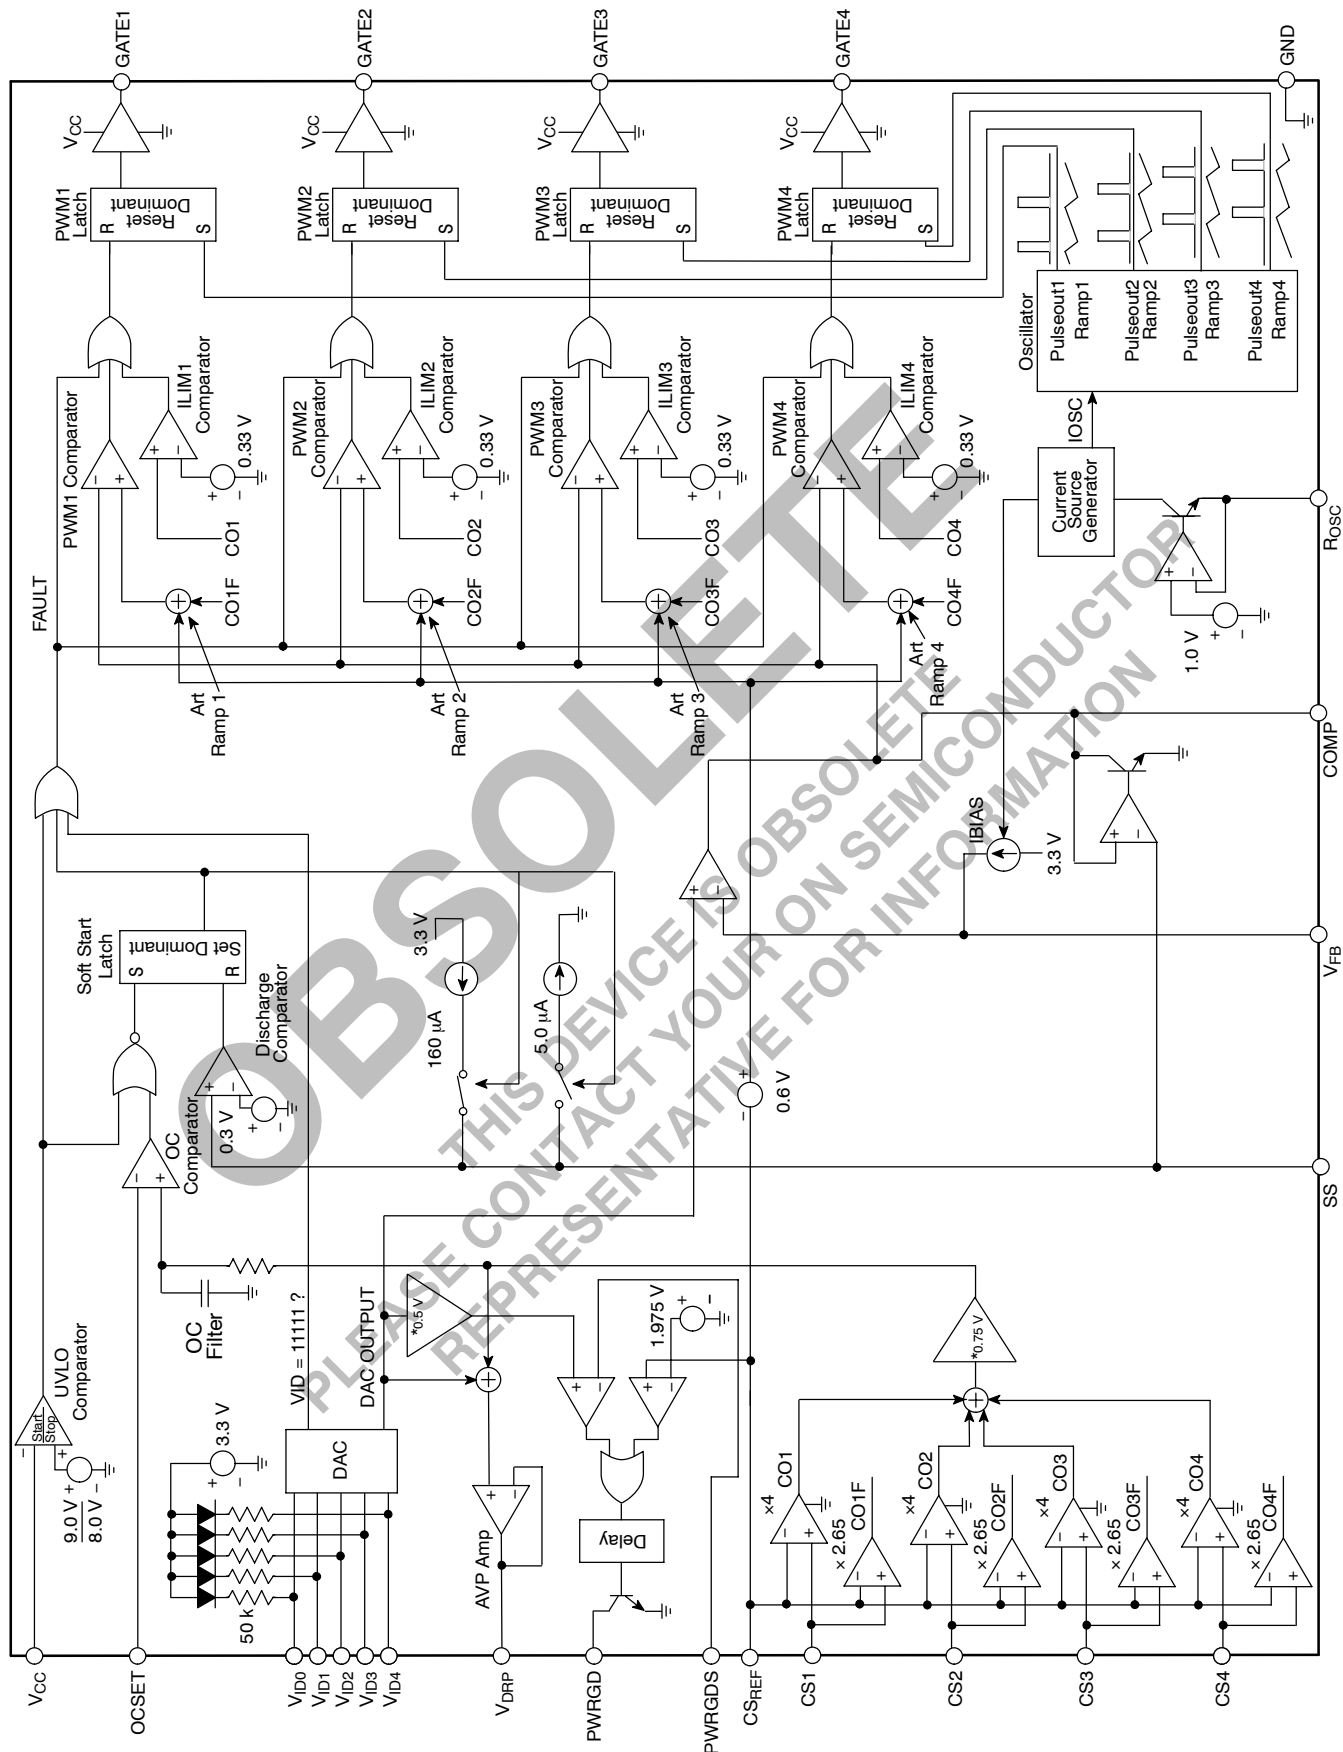 GATE1
GATE2
GATE3
GATE4
GND
VCC
VCC
VCC
VCC
PWM1
Latch
R
S
Reset
Dominant
PWM2
Latch
R
S
Reset
Dominant
PWM3
Latch
R
S
Reset
Dominant
PWM4
Latch
R
S
Reset
Dominant
Oscillator
Pulseout1
Ramp1
Pulseout2
Ramp2
Pulseout3
Ramp3
Pulseout4
Ramp4
IOSC
Current
Source
Generator
FAULT
PWM1 Comparator
−
+
ILIM1
Comparator
+
−
CO1
+
−
0.33 V
CO1F
Art
Ramp 1
PWM2
Comparator
−
+
ILIM2
Comparator
+
−
CO2
+
−
0.33 V
CO2F
Art
Ramp 2
PWM3
Comparator
−
+
ILIM3
Comparator
+
−
CO3
+
−
0.33 V
CO3F
Art
Ramp 3
PWM4
Comparator
−
+
ILIM4
Comparator
+
−
CO4
+
−
0.33 V
CO4F
Art
Ramp 4
1.0 V
+
−
+
−
ROSC
COMP
VFB
SS
IBIAS
3.3 V
+
−
+
−
Soft Start
Latch
S
R
Set Dominant
Discharge
Comparator
+
−
0.3 V
+
−
OC
Comparator
−
+
160 µA
3.3 V
5.0 µA
−
+
0.6 V
UVLO
Comparator
Start
Stop
−
+
9.0 V
8.0 V
+
−
OC
Filter
VID = 11111 ?
DAC OUTPUT
DAC
3.3 V
+
−
50 k
*0.5 V
AVP Amp
+
−
Delay
+
−
+
−
1.975 V
+
−
*0.75 V
×4
CO1
−
+
× 2.65
CO1F
−
+
×4
CO2
−
+
× 2.65
CO2F
−
+
×4
CO3
−
+
× 2.65
CO3F
−
+
×4
CO4
−
+
× 2.65
CO4F
−
+
VCC
OCSET
VID0
VID1
VID2
VID3
VID4
VDRP
PWRGD
PWRGDS
CSREF
CS1
CS2
CS3
CS4
OBSOLETE
THIS DEVICE IS OBSOLETE
PLEASE CONTACT YOUR ON SEMICONDUCTOR
REPRESENTATIVE FOR INFORMATION